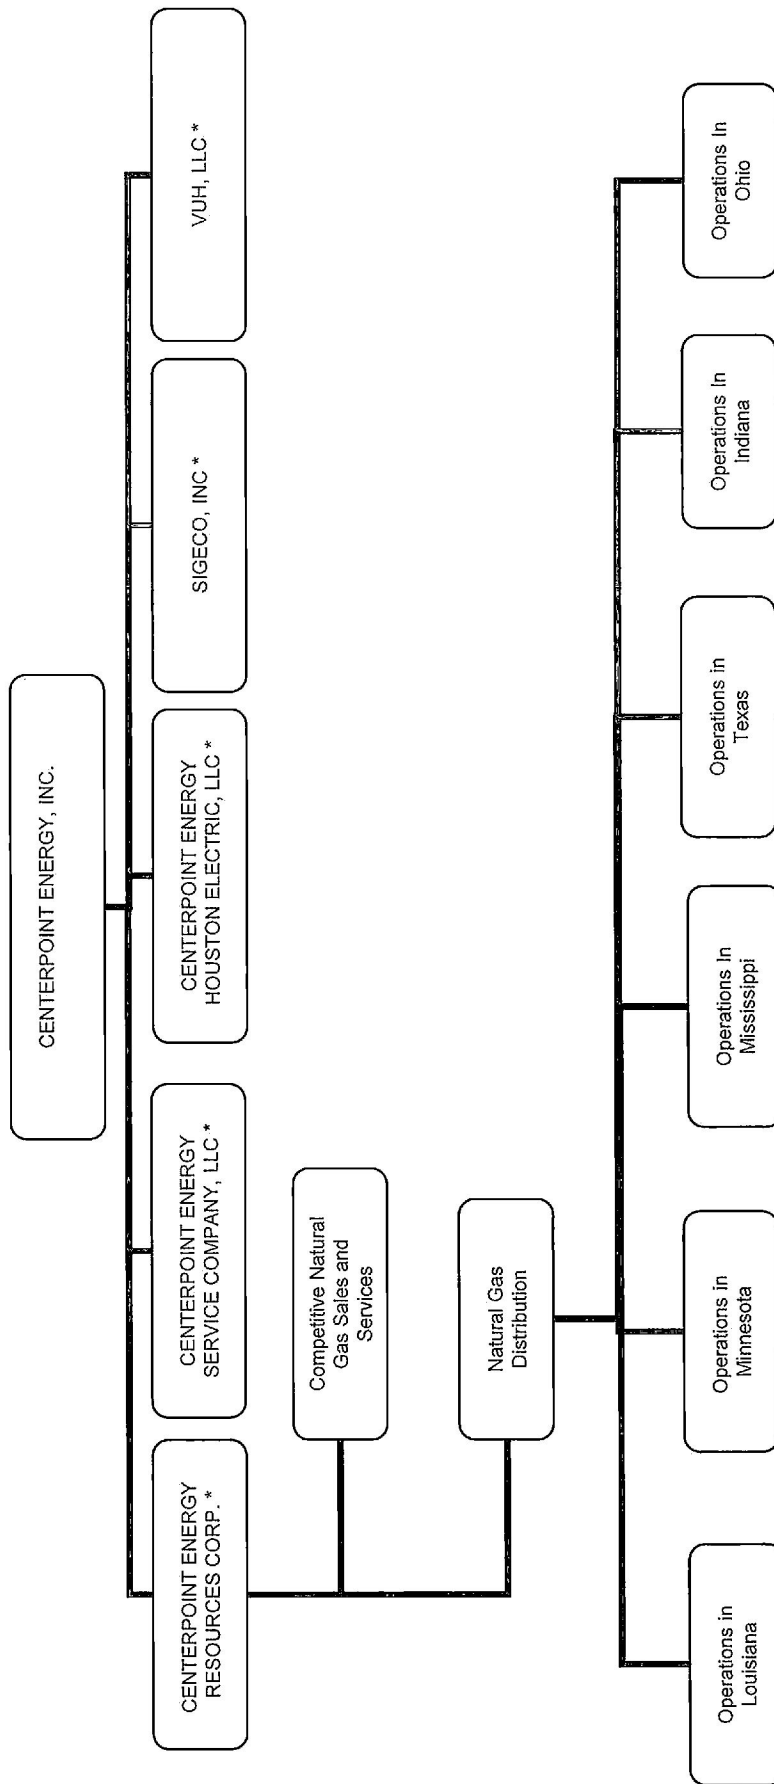 CENTERPOINT ENERGY, INC.
CENTERPOINT ENERGY
RESOURCES CORP. *
CENTERPOINT ENERGY
SERVICE COMPANY, LLC *
CENTERPOINT ENERGY
HOUSTON ELECTRIC, LLC *
SIGECO, INC *
VUH, LLC *
Competitive Natural
Gas Sales and
Services
Natural Gas
Distribution
Operations in
Louisiana
Operations in
Minnesota
Operations In
Mississippi
Operations in
Texas
Operations In
Indiana
Operations In
Ohio